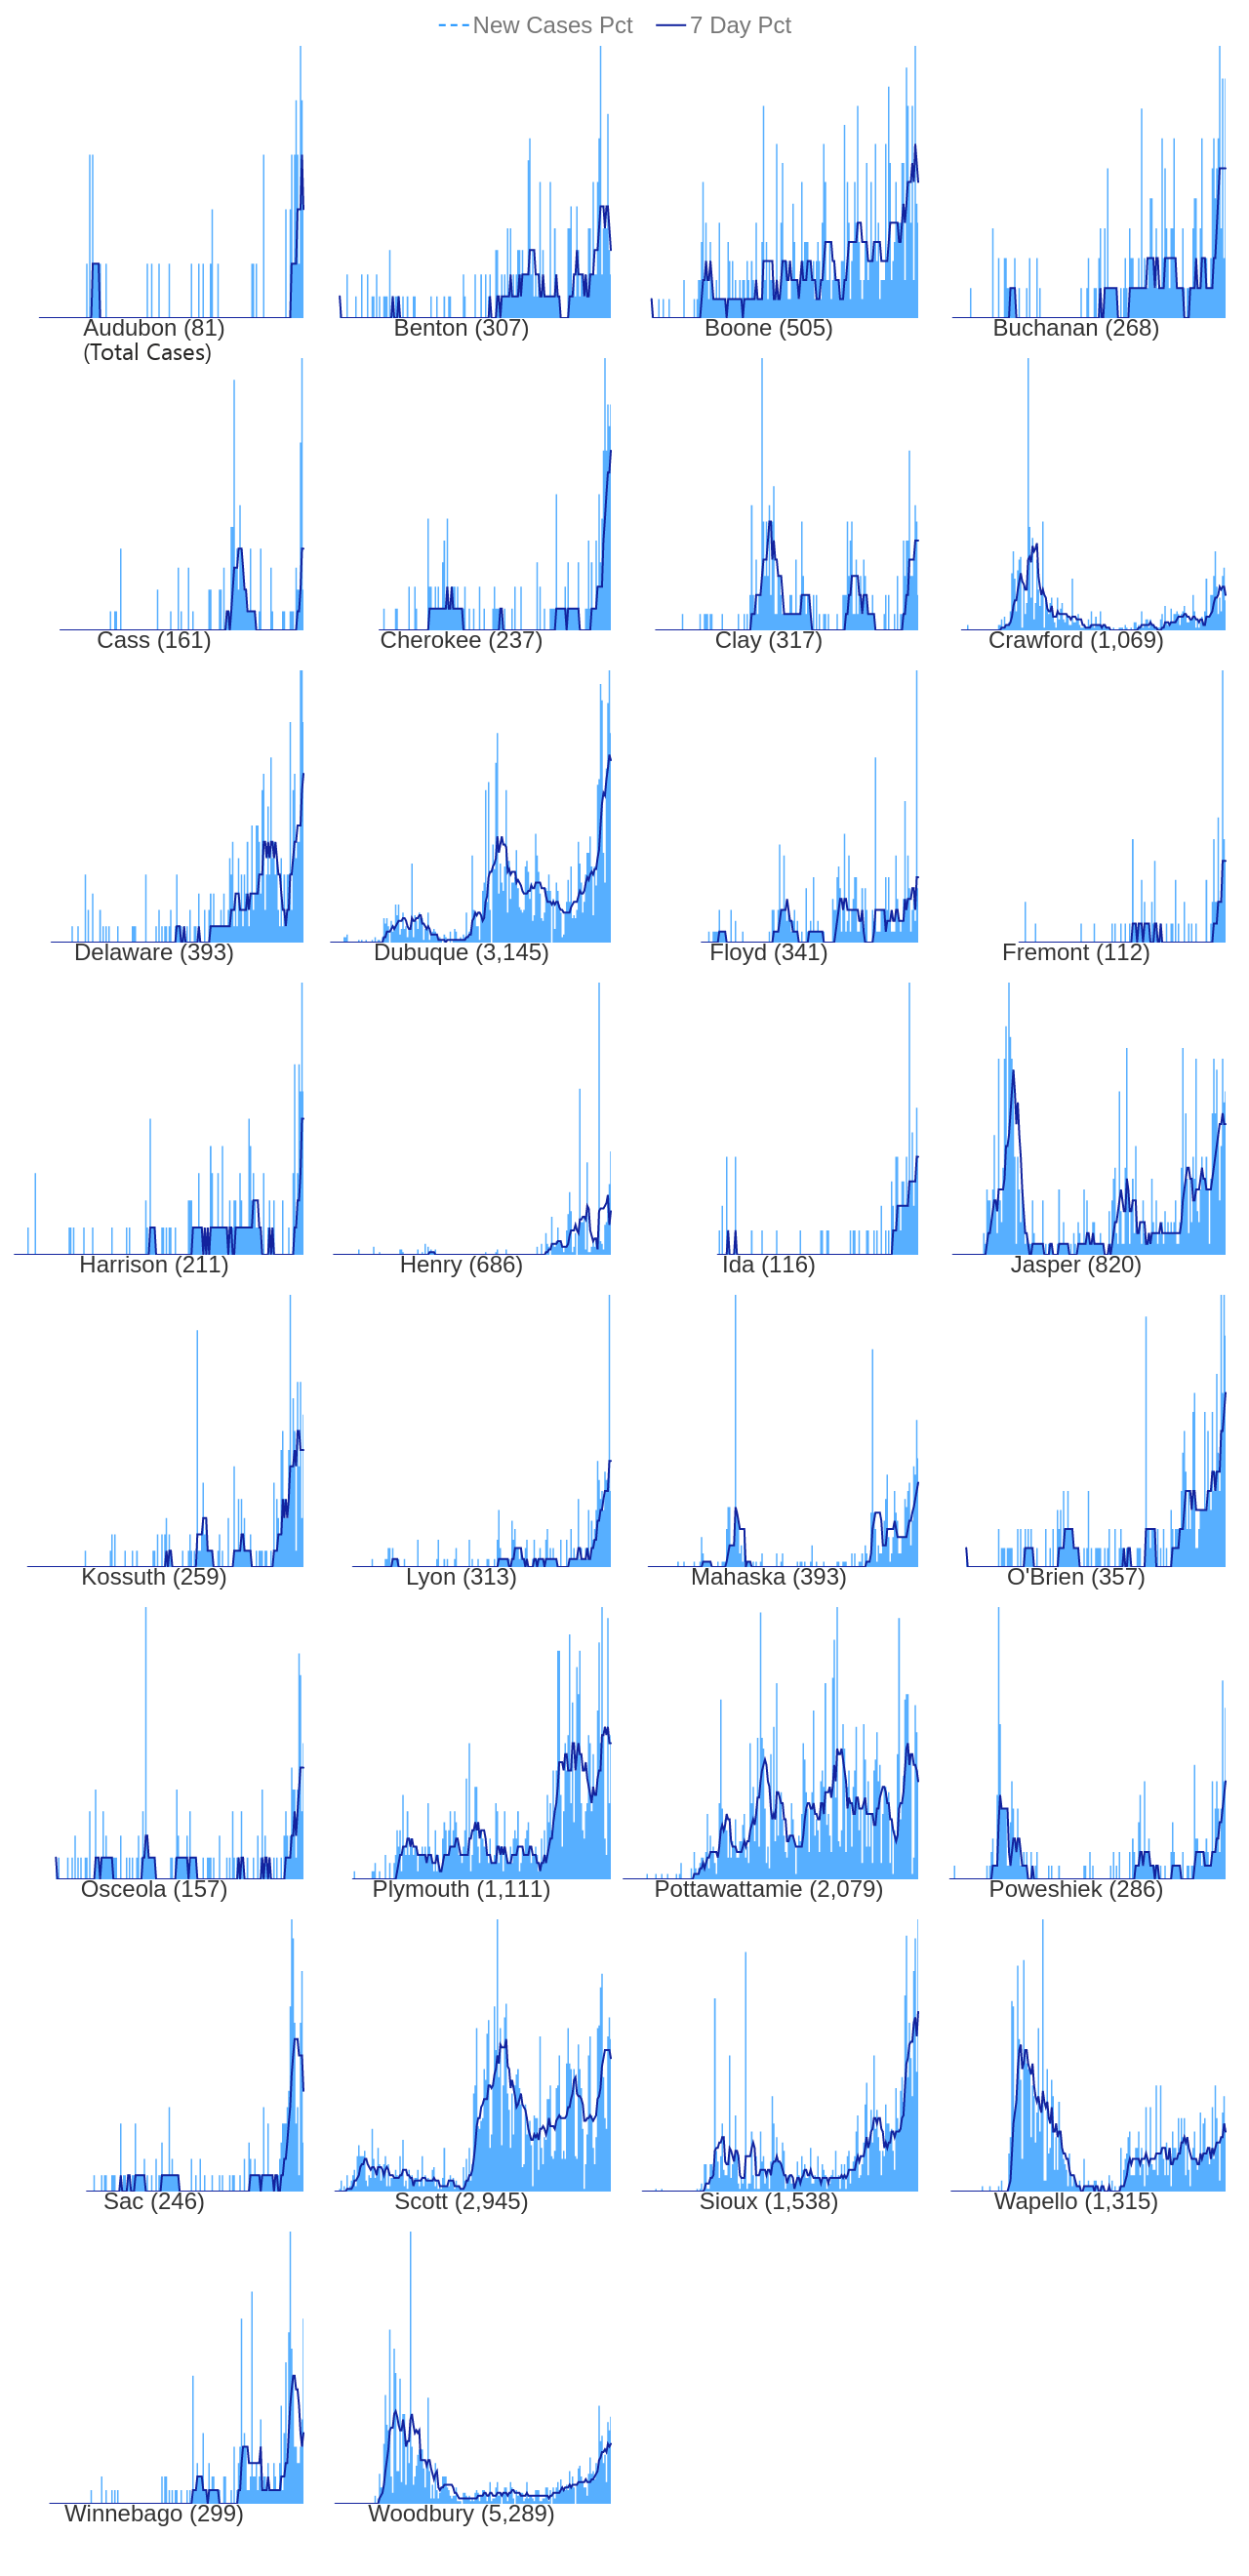 New Cases Pct 7 Day Pct
Audubon (81) Benton (307) Boone (505) Buchanan (268)
(Total Cases)
Cass (161) Cherokee (237) Clay (317) Crawford (1,069)
Delaware (393) Dubuque (3,145) Floyd (341) Fremont (112)
Harrison (211) Henry (686) Ida (116) Jasper (820)
Kossuth (259) Lyon (313) Mahaska (393) O'Brien (357)
Osceola (157) Plymouth (1,111) Pottawattamie (2,079) Poweshiek (286)
Sac (246) Scott (2,945) Sioux (1,538) Wapello (1,315)
Winnebago (299) Woodbury (5,289)